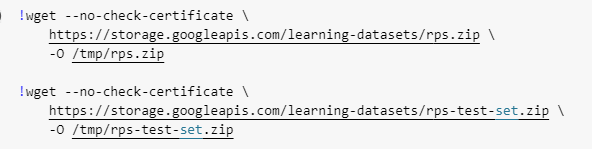 !wget --no-check-certificate \
https://storage.googleapis.com/learning-datasets/rps.zip \
-O /tmp/rps.zip
!wget --no-check-certificate \
https://storage.googleapis.com/learning-datasets/rps-test-set.zip \
-O /tmp/rps-test-set.zip